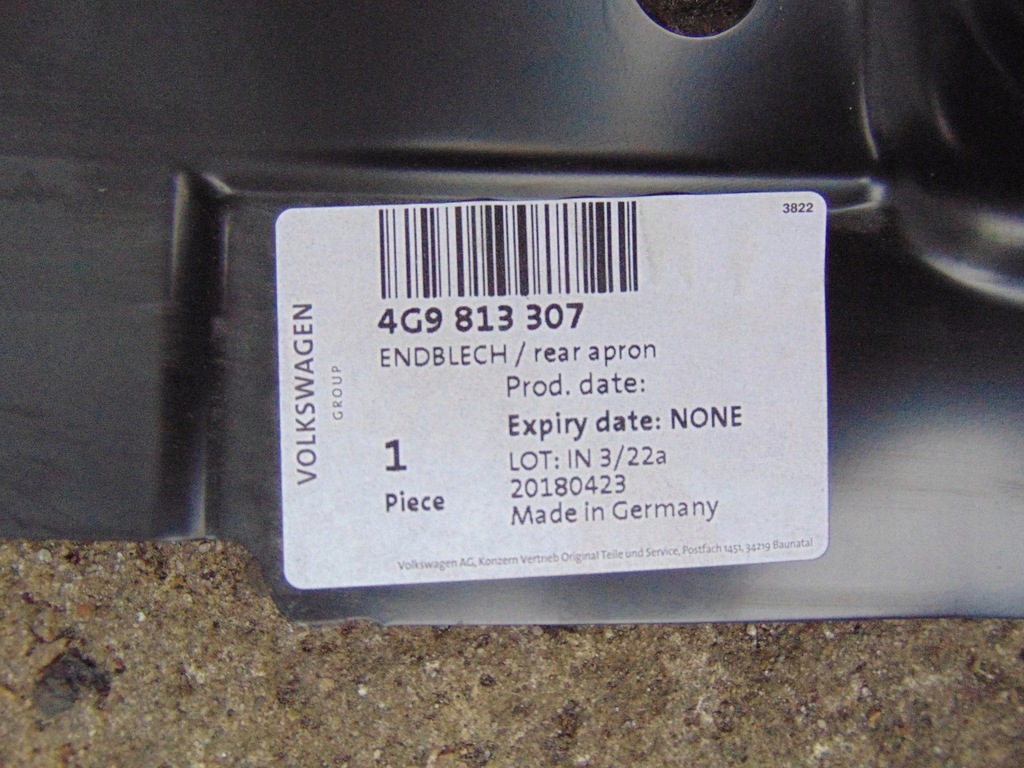 3822
4G9 813 307
ENDBLECH / rear apron
Prod. date:
Expiry date: NONE
LOT: IN 3/22a
20180423
Made in Germany
1
Piece
VOLKSWAGEN
GROUP
Volkswagen AG, Konzern Vertrieb Original Teile und Service, Postfach 1451, 34219 Baunatal